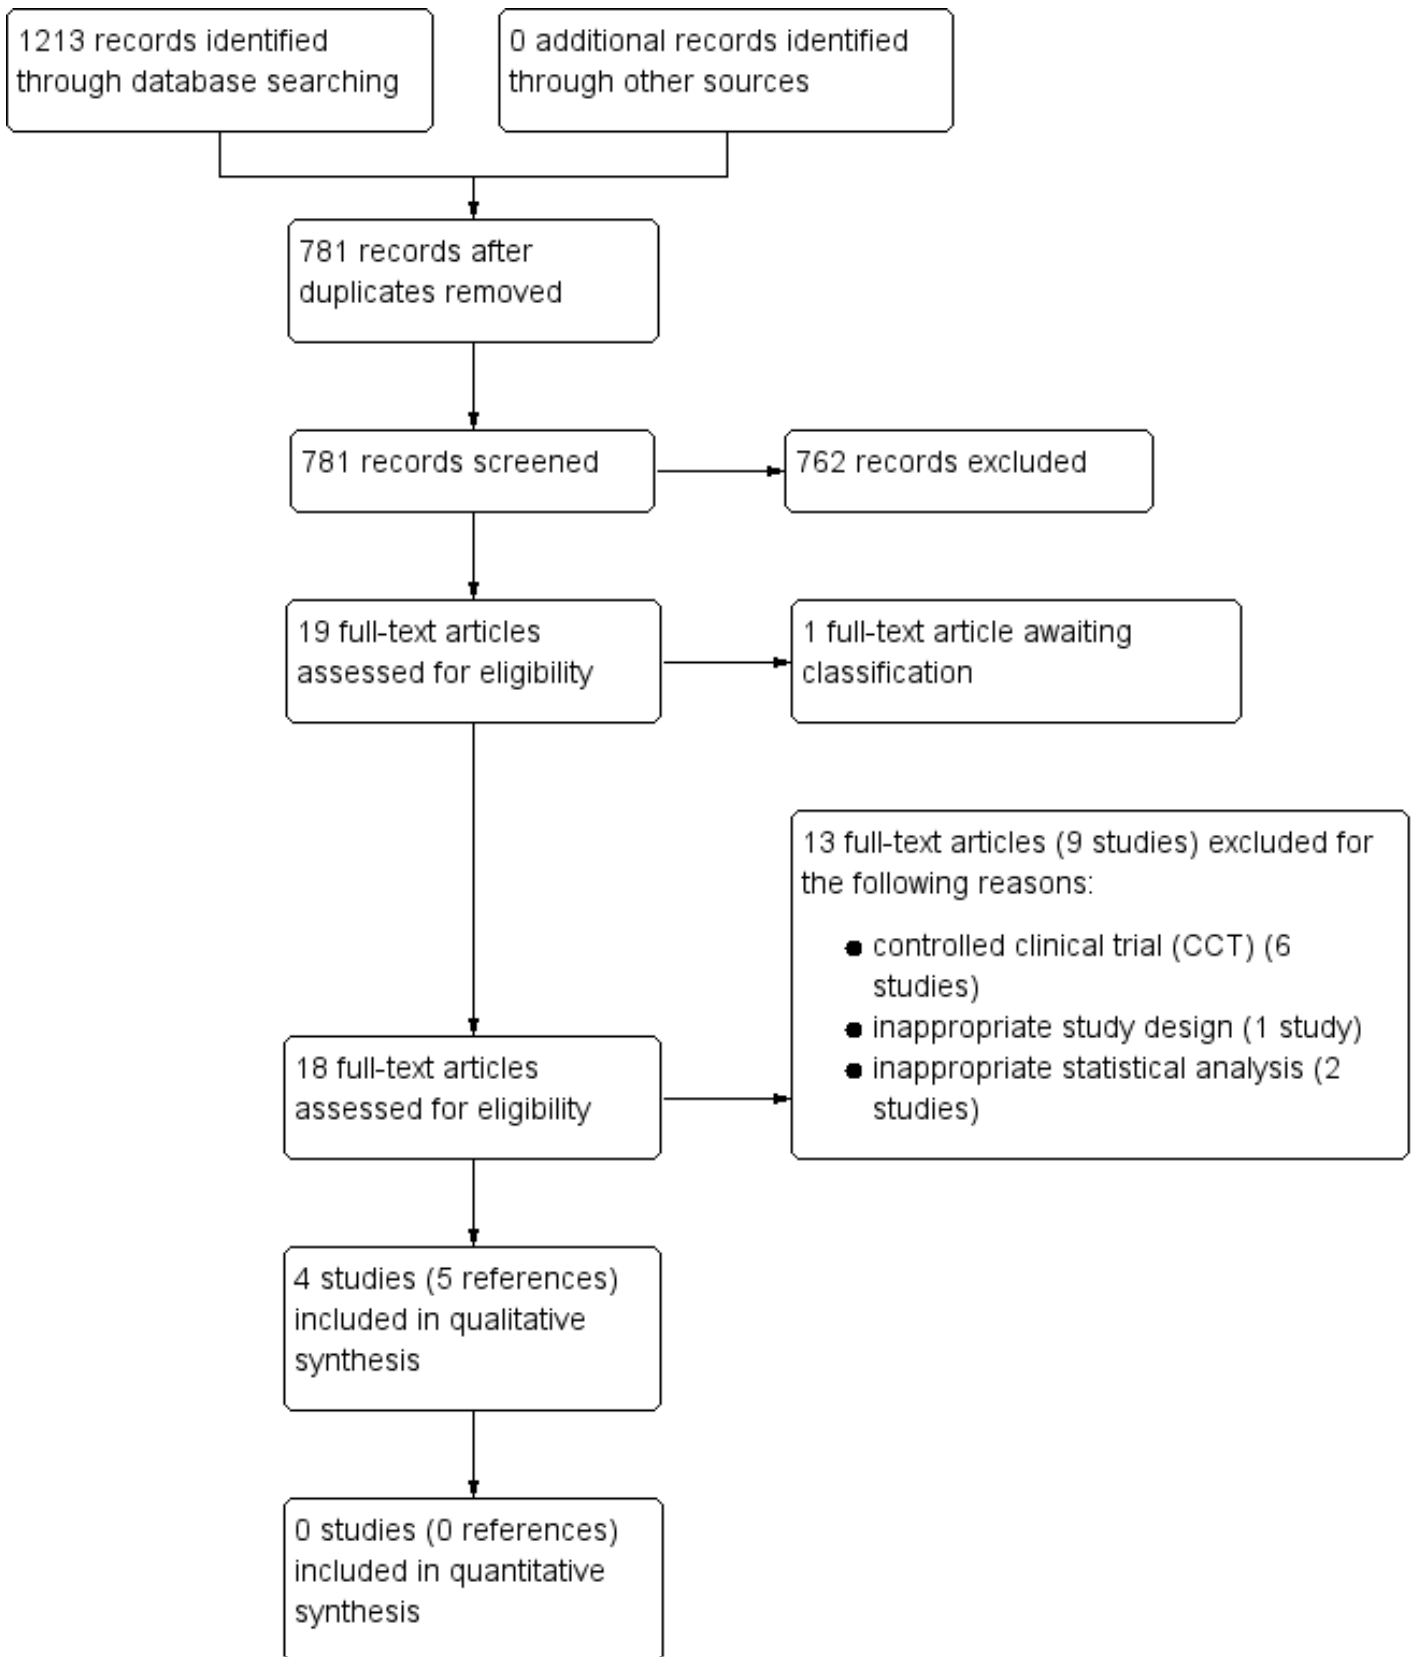 1213 records identified
through database searching
0 additional records identified
through other sources
781 records after
duplicates removed
781 records screened
762 records excluded
19 full-text articles
assessed for eligibility
1 full-text article awaiting
classification
13 full-text articles (9 studies) excluded for
the following reasons:
● controlled clinical trial (CCT) (6
studies)
● inappropriate study design (1 study)
● inappropriate statistical analysis (2
studies)
18 full-text articles
assessed for eligibility
4 studies (5 references)
included in qualitative
synthesis
0 studies (0 references)
included in quantitative
synthesis